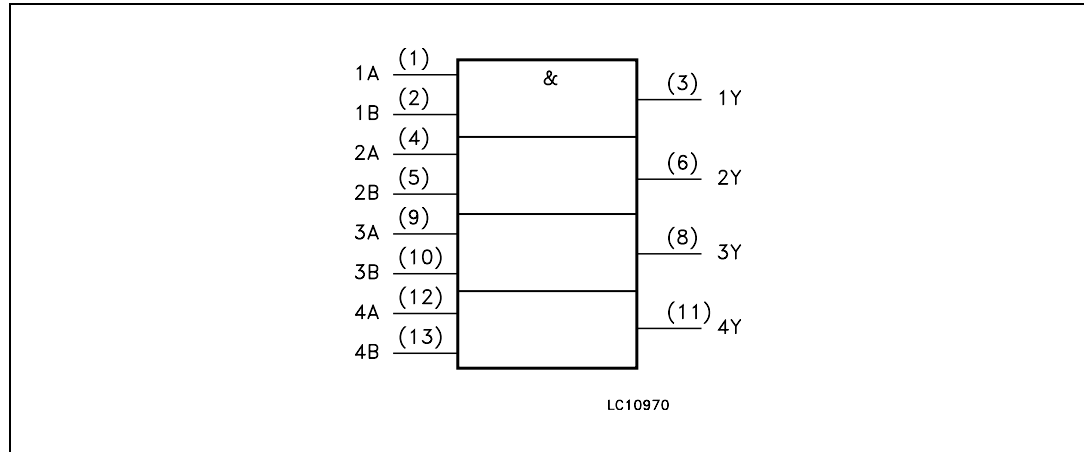 1A (1) & (3) 1Y
1B (2)
2A (4) (6) 2Y
2B (5)
3A (9) (8) 3Y
3B (10)
4A (12) (11) 4Y
4B (13)
LC10970